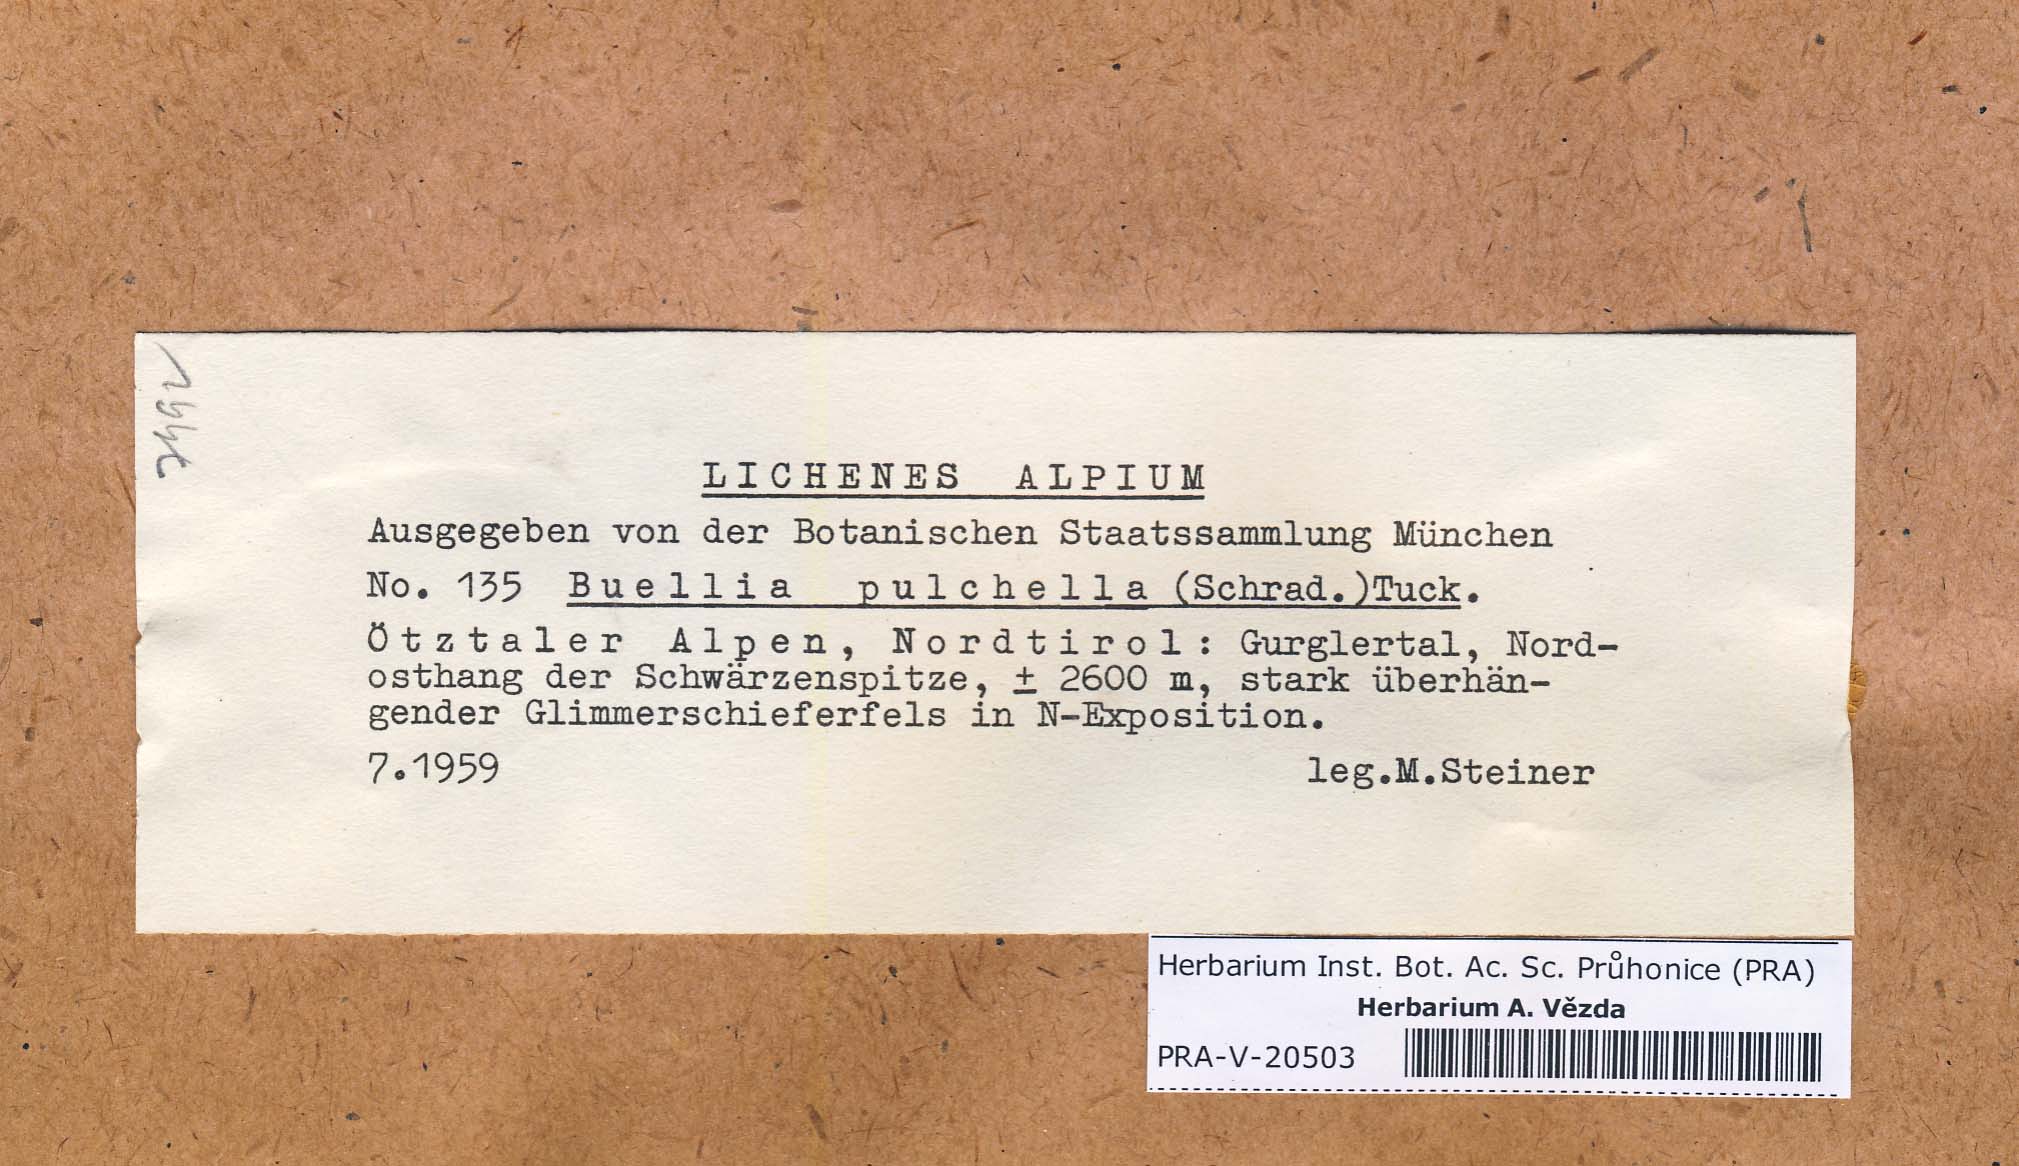 LICHENES ALPIUM
Ausgegeben von der Botanischen Staatssammlung München
No. 135 Buellia pulchella (Schrad.)Tuck.
Ötztaler Alpen, Nordtirol: Gurglertal, Nord-
osthang der Schwärzenspitze, ± 2600 m, stark überhän-
gender Glimmerschieferfels in N-Exposition.
7.1959 leg.M.Steiner
Herbarium Inst. Bot. Ac. Sc. Průhonice (PRA)
Herbarium A. Vězda
PRA-V-20503